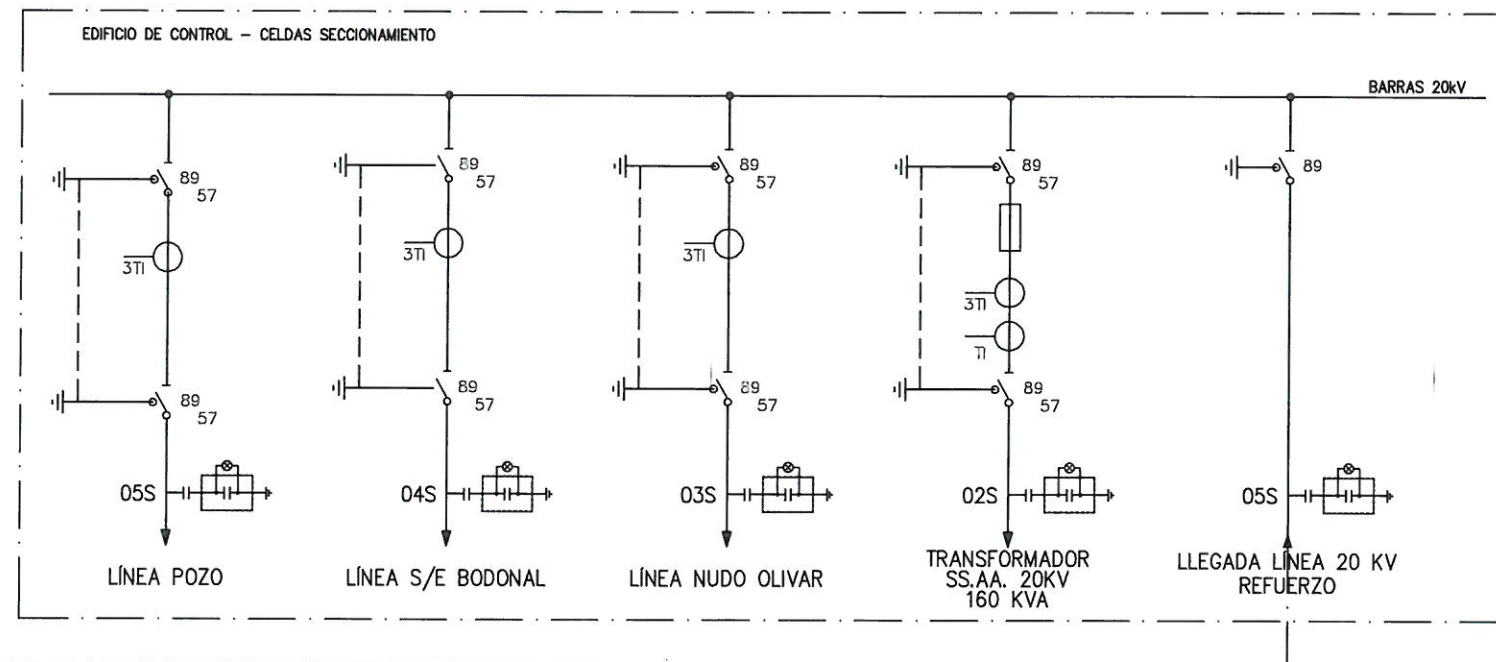 EDIFICIO DE CONTROL – CELDAS SECCIONAMIENTO
BARRAS 20kV
89
57
89
57
89
57
89
57
89
3TI
3TI
3TI
3TI
TI
89
57
89
57
89
57
89
57
05S
04S
03S
02S
05S
LÍNEA POZO
LÍNEA S/E BODONAL
LÍNEA NUDO OLIVAR
TRANSFORMADOR
SS.AA. 20KV
160 KVA
LLEGADA LÍNEA 20 KV
REFUERZO